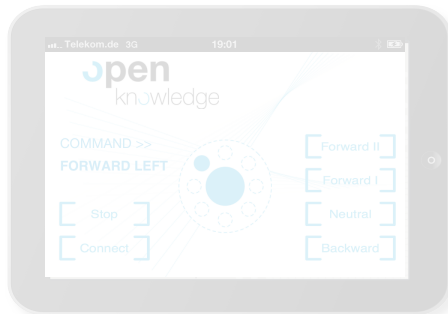 Telekom.de 3G 19:01
open
knowledge
COMMAND >>
FORWARD LEFT
Stop
Connect
Forward II
Forward I
Neutral
Backward